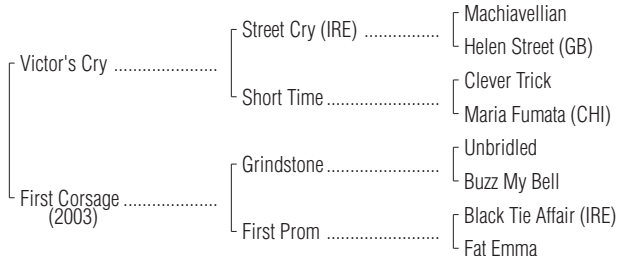 Machiavellian
Street Cry (IRE) ..................
Helen Street (GB)
Victor's Cry .........................
Clever Trick
Short Time ...........................
Maria Fumata (CHI)
Unbridled
Grindstone ...........................
Buzz My Bell
First Corsage ......................
(2003)
Black Tie Affair (IRE)
First Prom ...........................
Fat Emma